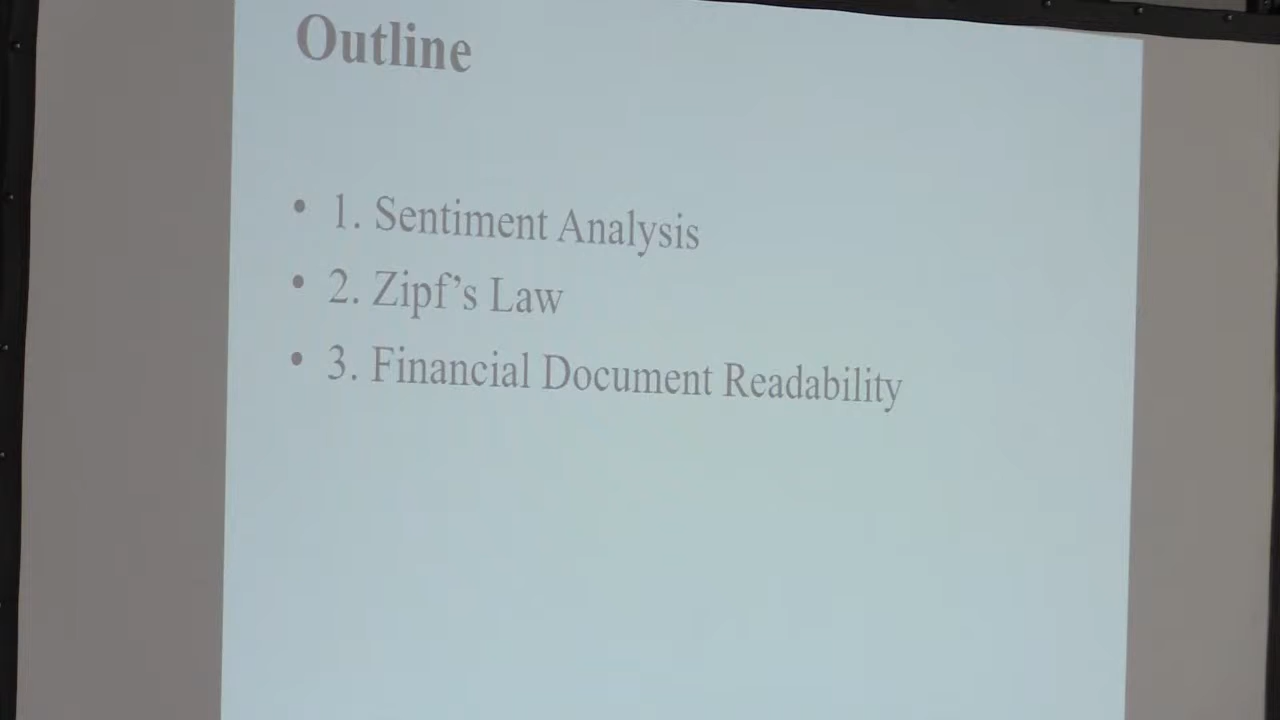 Outline
• 1. Sentiment Analysis
• 2. Zipf’s Law
• 3. Financial Document Readability